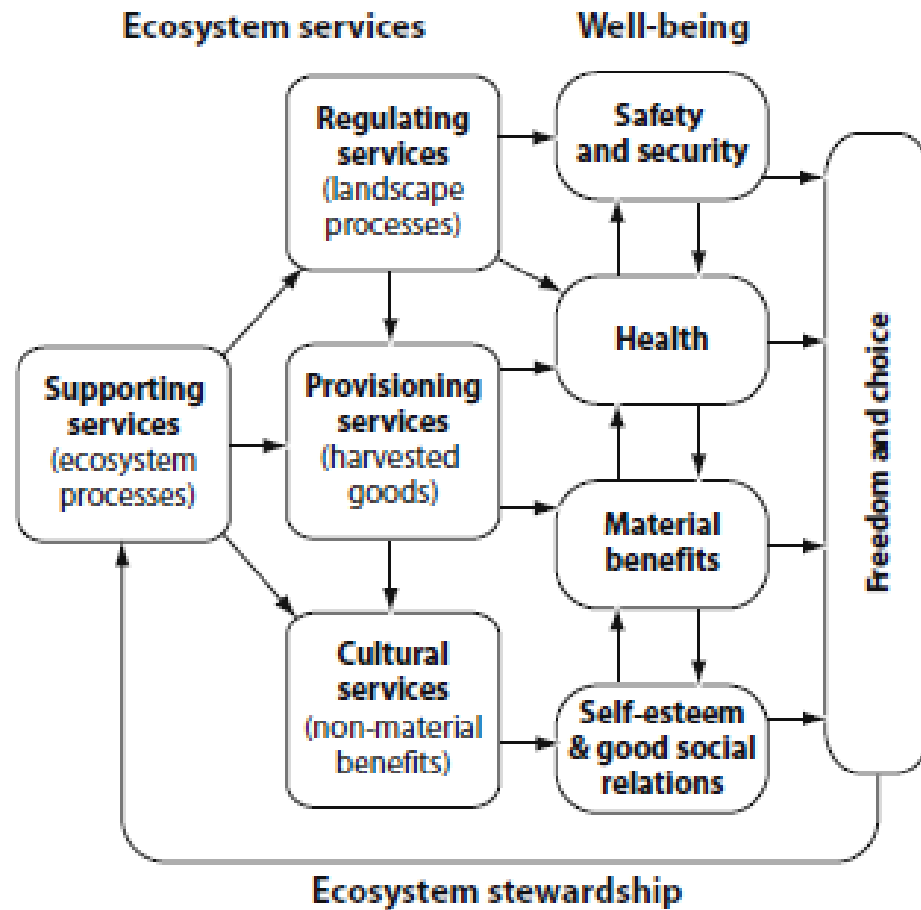 Ecosystem services
Well-being
Regulating
services
(landscape
processes)
Safety
and security
Health
Supporting
services
(ecosystem
processes)
Provisioning
services
(harvested
goods)
Material
benefits
Cultural
services
(non-material
benefits)
Self-esteem
& good social
relations
Freedom and choice
Ecosystem stewardship